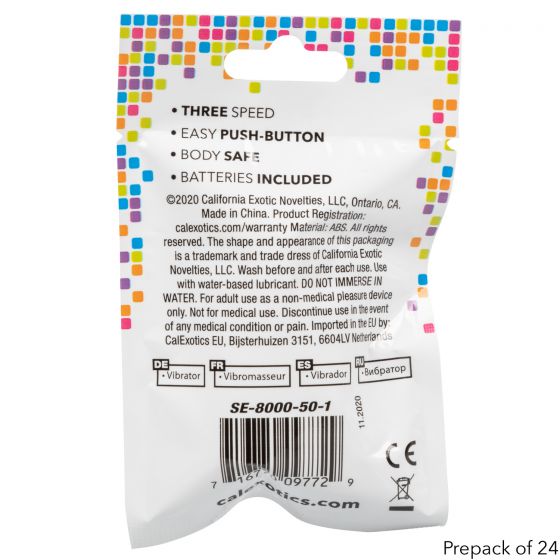 • THREE SPEED
• EASY PUSH-BUTTON
• BODY SAFE
• BATTERIES INCLUDED
©2020 California Exotic Novelties, LLC, Ontario, CA.
Made in China. Product Registration:
calexotics.com/warranty Material: ABS. All rights
reserved. The shape and appearance of this packaging
is a trademark and trade dress of California Exotic
Novelties, LLC. Wash before and after each use. Use
with water-based lubricant. DO NOT IMMERSE IN
WATER. For adult use as a non-medical pleasure device
only. Not for medical use. Discontinue use in the event
of any medical condition or pain. Imported in the EU by:
CalExotics EU, Bijsterhuizen 3151, 6604LV Netherlands
DE FR ES RU
• Vibrator • Vibromasseur • Vibrador • Вибратор
SE-8000-50-1
11.2020
7 1671 09772 9
calexotics.com
CE
Prepack of 24